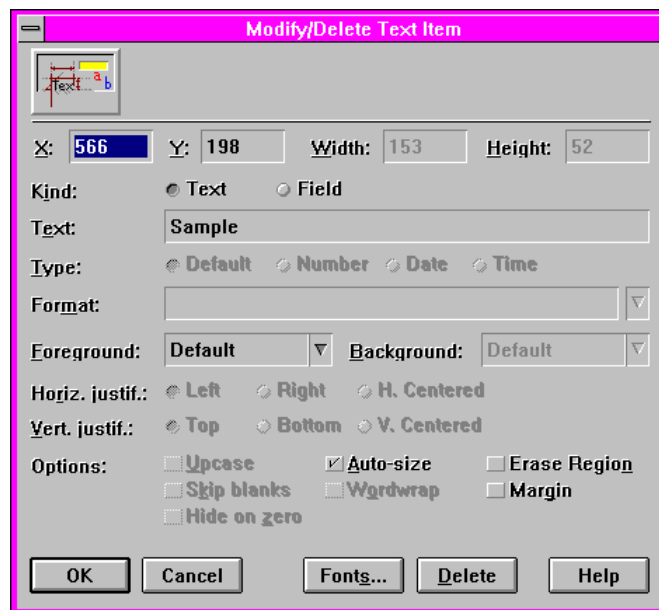 Modify/Delete Text Item
Text a b
X: 566 Y: 198 Width: 153 Height: 52
Kind: Text Field
Text: Sample
Type: Default Number Date Time
Format:
Foreground: Default Background: Default
Horiz. justif.: Left Right H. Centered
Vert. justif.: Top Bottom V. Centered
Options: Upcase Auto-size Erase Region
Skip blanks Wordwrap Margin
Hide on zero
OK Cancel Fonts... Delete Help